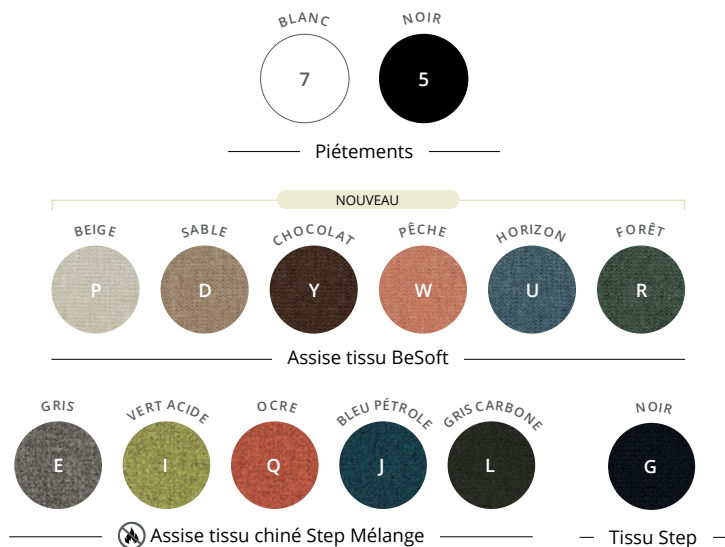 BLANC NOIR
7 5
Piétements
NOUVEAU
BEIGE SABLE CHOCOLAT PÊCHE HORIZON FORÊT
P D Y W U R
Assise tissu BeSoft
GRIS VERT ACIDE OCRE BLEU PÉTROLE GRIS CARBONE NOIR
E I Q J L G
Assise tissu chiné Step Mélange Tissu Step